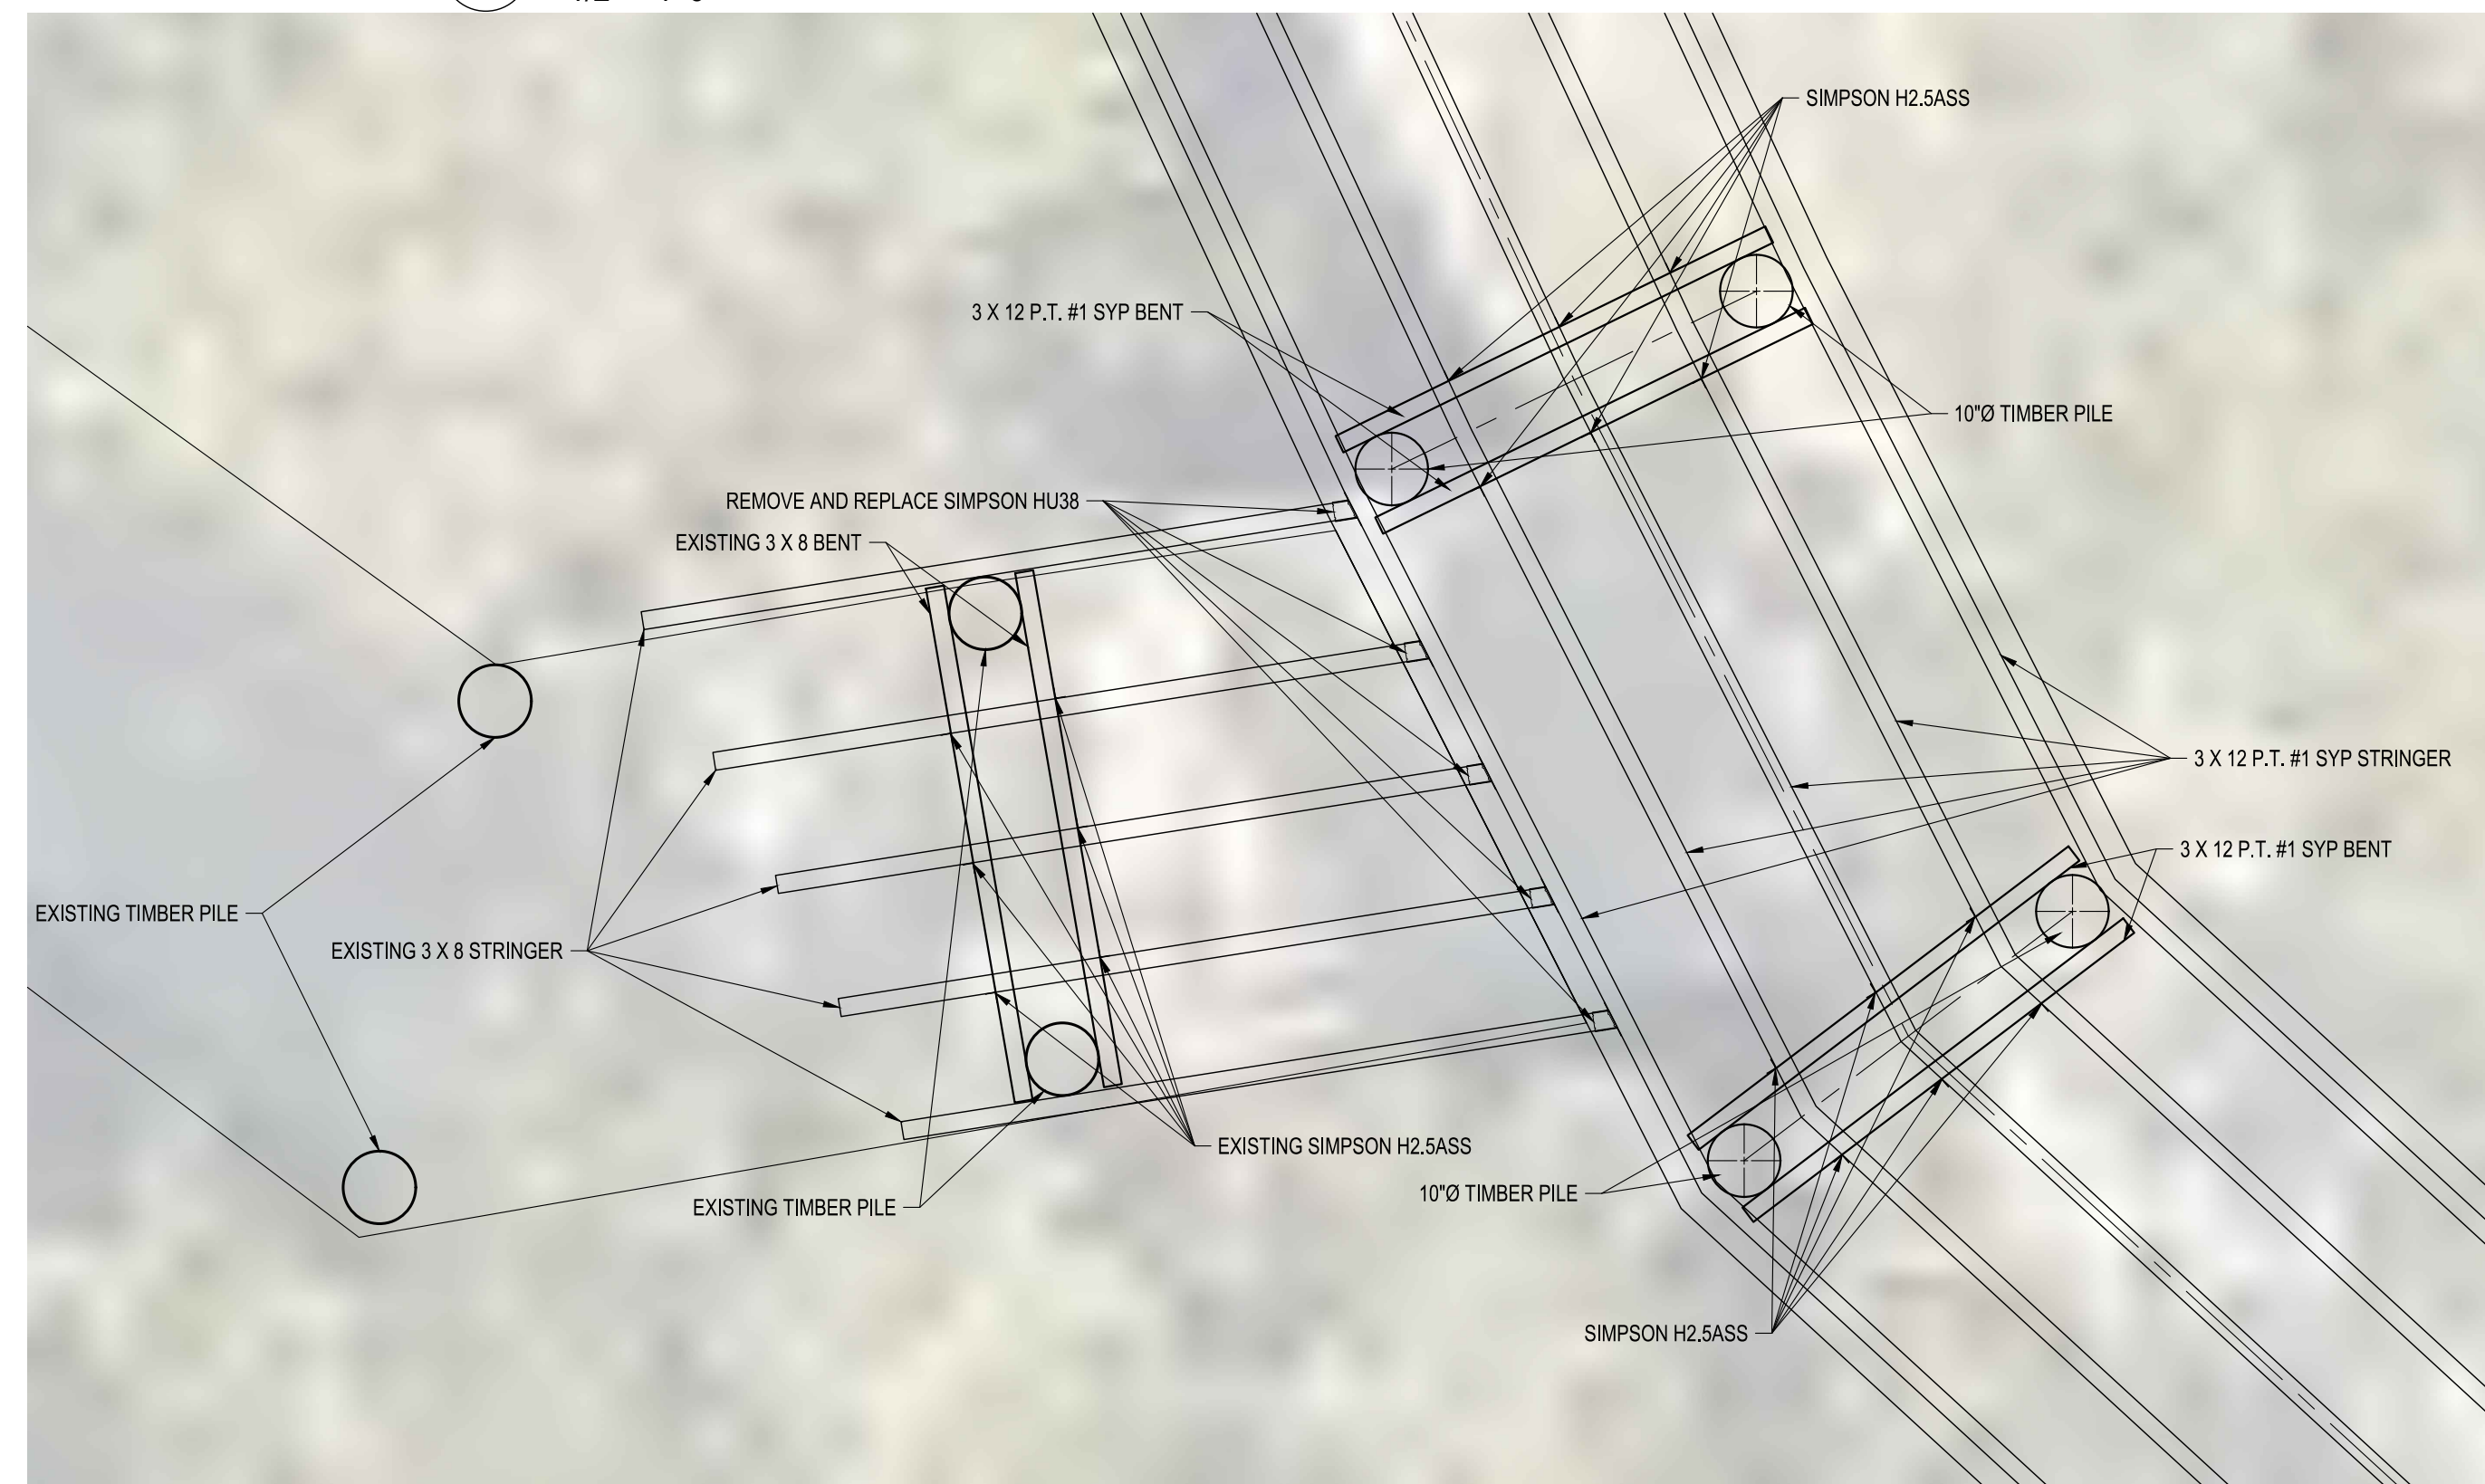 SIMPSON H2.5ASS
3 X 12 P.T. #1 SYP BENT
10"Ø TIMBER PILE
REMOVE AND REPLACE SIMPSON HU38
EXISTING 3 X 8 BENT
3 X 12 P.T. #1 SYP STRINGER
3 X 12 P.T. #1 SYP BENT
EXISTING TIMBER PILE
EXISTING 3 X 8 STRINGER
EXISTING SIMPSON H2.5ASS
10"Ø TIMBER PILE
EXISTING TIMBER PILE
SIMPSON H2.5ASS